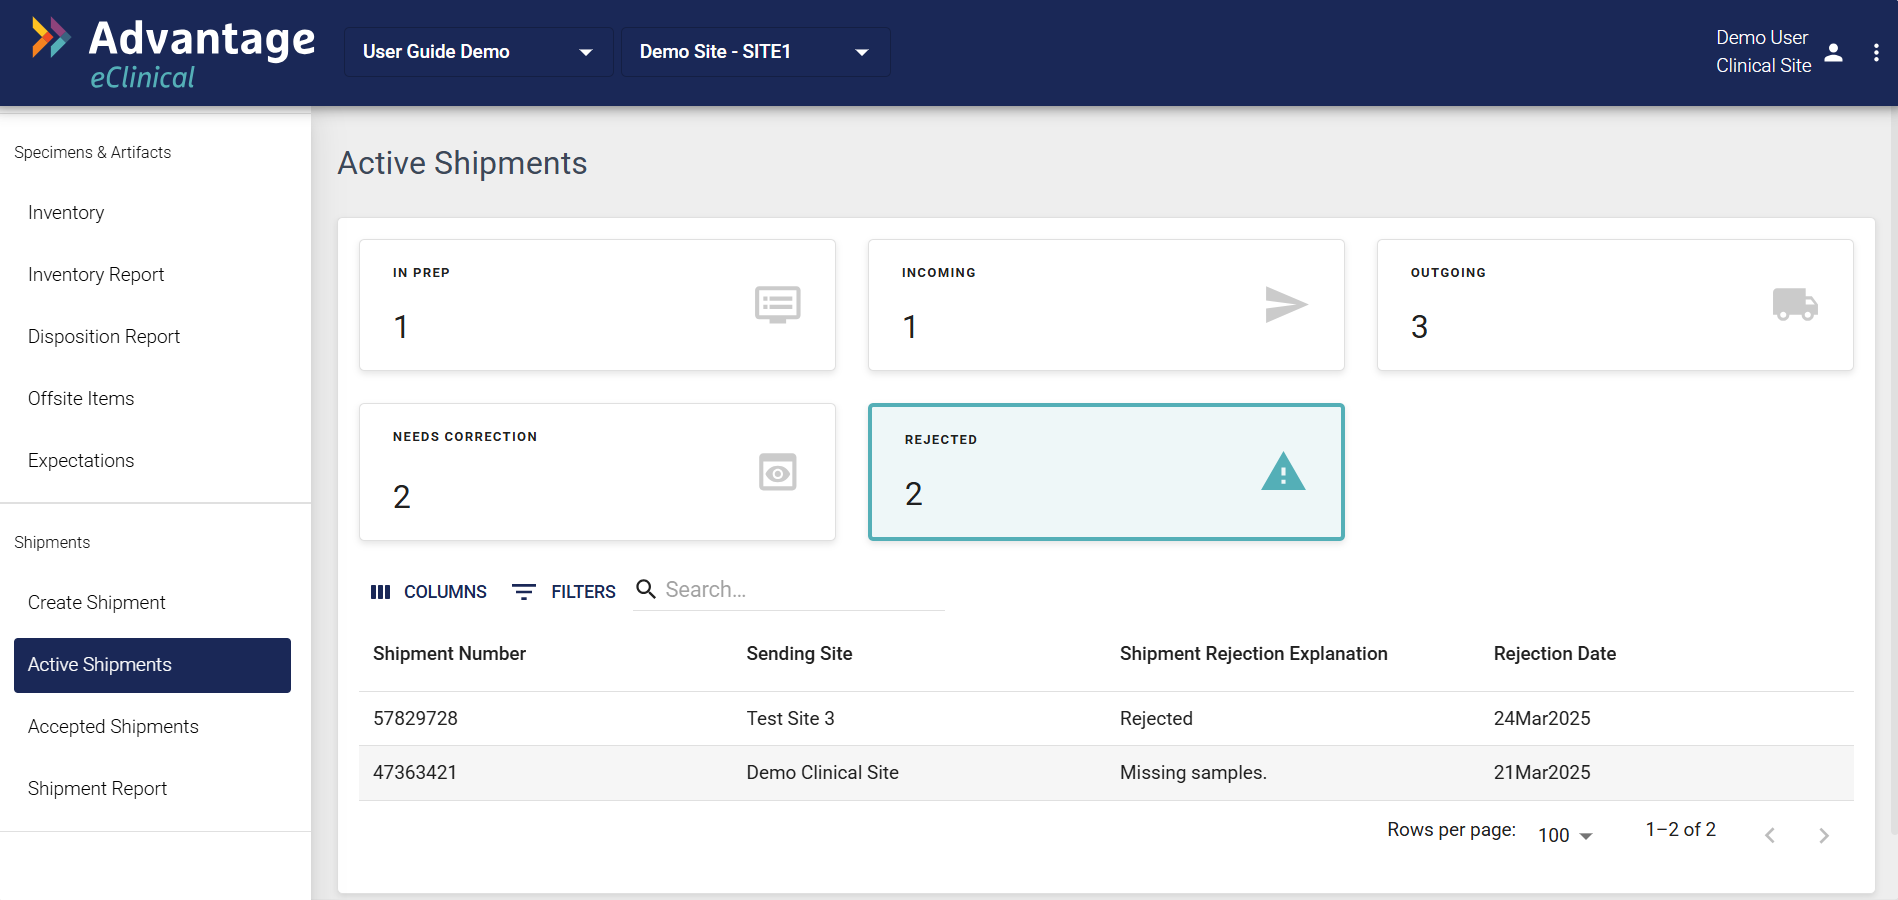 Advantage
eClinical
User Guide Demo
Demo Site - SITE1
Demo User
Clinical Site
Specimens & Artifacts
Inventory
Inventory Report
Disposition Report
Offsite Items
Expectations
Shipments
Create Shipment
Active Shipments
Accepted Shipments
Shipment Report
Active Shipments
IN PREP
1
INCOMING
1
OUTGOING
3
NEEDS CORRECTION
2
REJECTED
2
COLUMNS FILTERS Search...
Shipment Number Sending Site Shipment Rejection Explanation Rejection Date
57829728 Test Site 3 Rejected 24Mar2025
47363421 Demo Clinical Site Missing samples. 21Mar2025
Rows per page: 100 1–2 of 2